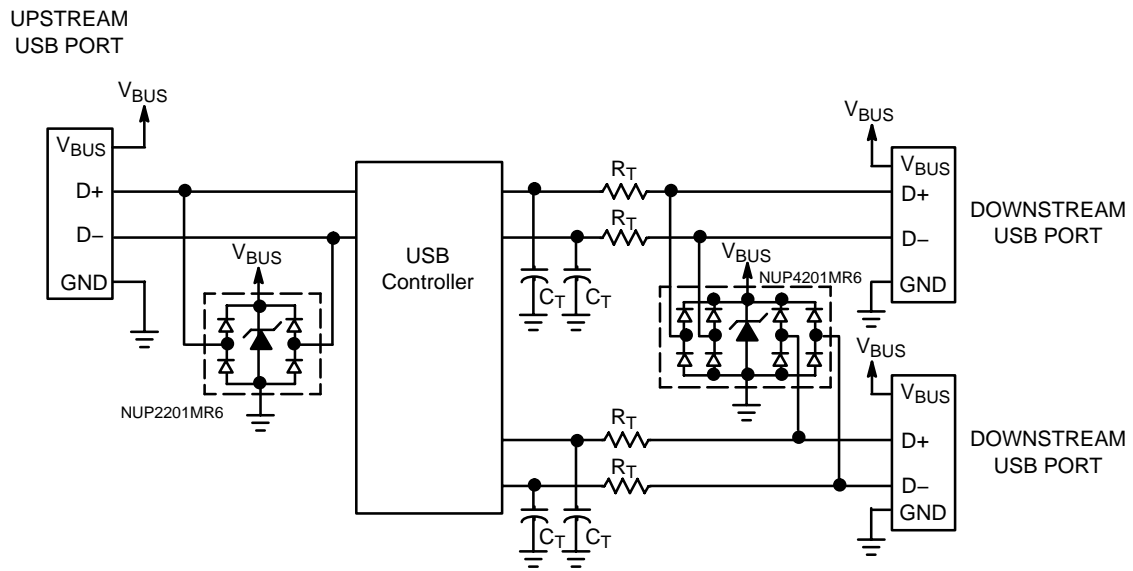 UPSTREAM
USB PORT
VBUS
VBUS
D+
D−
GND
VBUS
NUP2201MR6
USB
Controller
RT
RT
CT
CT
VBUS
NUP4201MR6
VBUS
VBUS
D+
D−
GND
DOWNSTREAM
USB PORT
RT
RT
CT
CT
VBUS
VBUS
D+
D−
GND
DOWNSTREAM
USB PORT